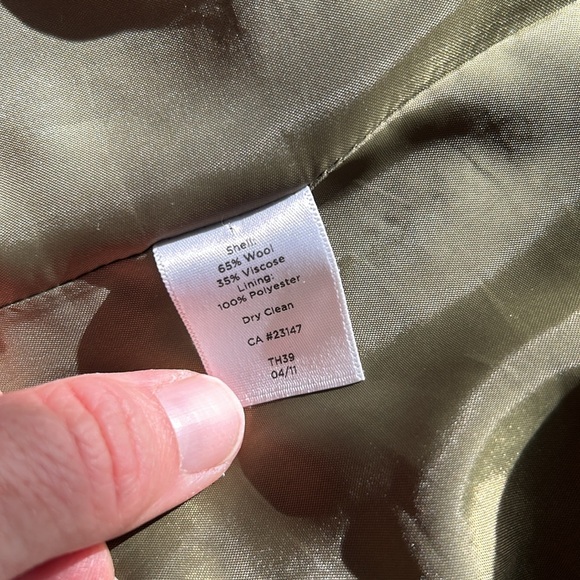 Shell:
65% Wool
35% Viscose
Lining:
100% Polyester
Dry Clean
CA #23147
TH39
04/11